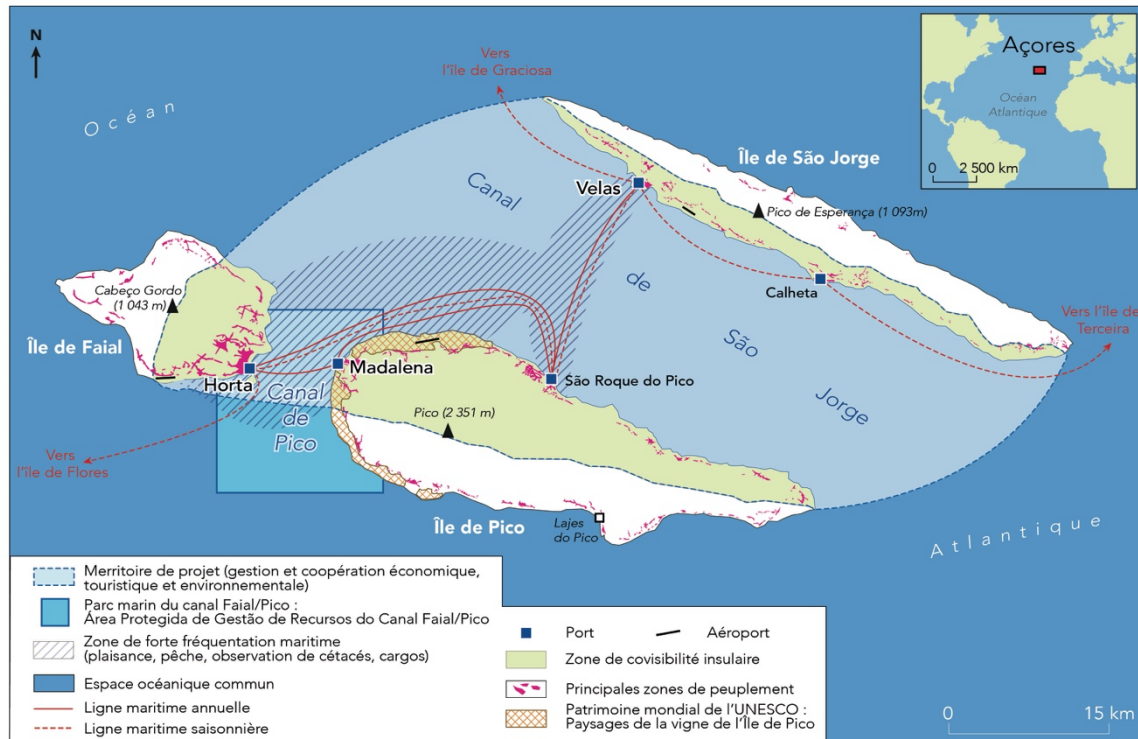 N
Océan
Vers
l'île de Graciosa
Açores
Océan
Atlantique
0 2 500 km
Île de São Jorge
Velas
Canal
de
São
Jorge
Pico de Esperança (1 093m)
Calheta
Vers l'île de
Terceira
Cabeço Gordo
(1 043 m)
Île de Faial
Horta
Madalena
São Roque do Pico
Canal
de
Pico
Pico (2 351 m)
Vers
l'île de Flores
Île de Pico
Lajes
do Pico
Atlantique
Merritoire de projet (gestion et coopération économique,
touristique et environnementale)
Parc marin du canal Faial/Pico :
Área Protegida de Gestão de Recursos do Canal Faial/Pico
Zone de forte fréquentation maritime
(plaisance, pêche, observation de cétacés, cargos)
Espace océanique commun
Ligne maritime annuelle
Ligne maritime saisonnière
Port
Aéroport
Zone de covisibilité insulaire
Principales zones de peuplement
Patrimoine mondial de l'UNESCO :
Paysages de la vigne de l'Île de Pico
0 15 km